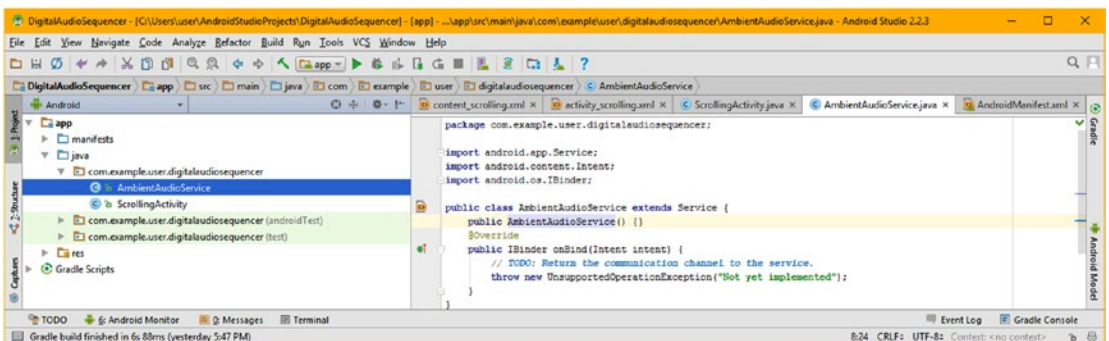 DigitalAudioSequencer - [C:\Users\user\AndroidStudioProjects\DigitalAudioSequencer] - [app] - ...\app\src\main\java\com\example\user\digitalaudiosequencer\AmbientAudioService.java - Android Studio 2.2.3
File Edit View Navigate Code Analyze Refactor Build Run Tools VCS Window Help
app
DigitalAudioSequencer app src main java com example user digitalaudiosequencer AmbientAudioService
Android
content_scrolling.xml activity_scrolling.xml ScrollingActivity.java AmbientAudioService.java AndroidManifest.xml
1: Project
2: Structure
Captures
app
manifests
java
com.example.user.digitalaudiosequencer
AmbientAudioService
ScrollingActivity
com.example.user.digitalaudiosequencer (androidTest)
com.example.user.digitalaudiosequencer (test)
res
Gradle Scripts
package com.example.user.digitalaudiosequencer;
import android.app.Service;
import android.content.Intent;
import android.os.IBinder;
public class AmbientAudioService extends Service {
public AmbientAudioService() {}
@Override
public IBinder onBind(Intent intent) {
// TODO: Return the communication channel to the service.
throw new UnsupportedOperationException("Not yet implemented");
}
}
Gradle
Android Model
TODO 6: Android Monitor 0: Messages Terminal Event Log Gradle Console
Gradle build finished in 6s 88ms (yesterday 5:47 PM) 8:24 CRLF÷ UTF-8÷ Context: <no context>